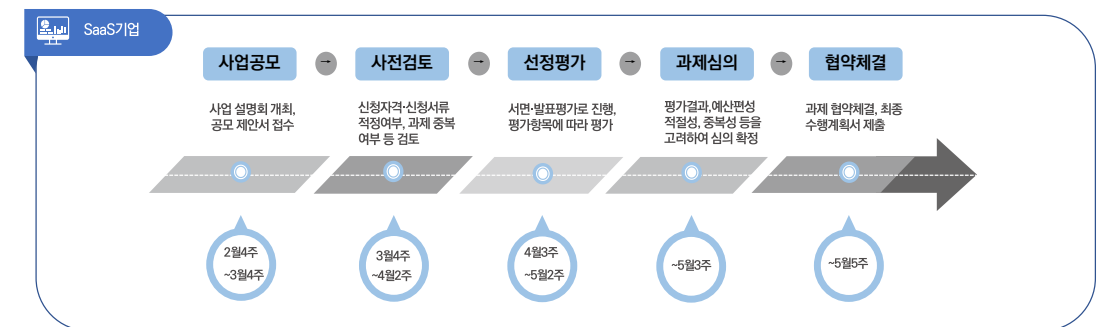 SaaS기업
사업공모 → 사전검토 → 선정평가 → 과제심의 → 협약체결
사업 설명회 개최,
공모 제안서 접수
신청자격·신청서류
적정여부, 과제 중복
여부 등 검토
서면·발표평가로 진행,
평가항목에 따라 평가
평가결과,예산편성
적절성, 중복성 등을
고려하여 심의 확정
과제 협약체결, 최종
수행계획서 제출
2월4주
~3월4주
3월4주
~4월2주
4월3주
~5월2주
~5월3주
~5월5주